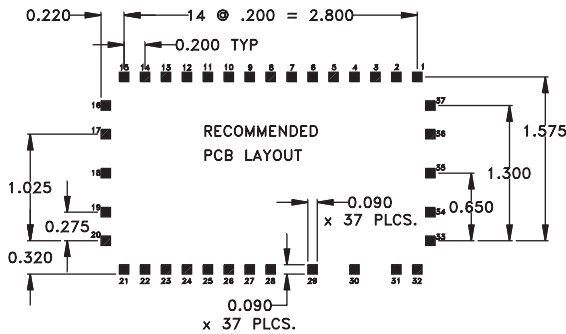 0.220
14 @ .200 = 2.800
0.200 TYP
15 14 13 12 11 10 9 8 7 6 5 4 3 2 1
16
37
17
36
RECOMMENDED
PCB LAYOUT
1.575
1.300
18
35
1.025
0.090
x 37 PLCS.
0.650
19
34
0.275
20
33
0.320
21 22 23 24 25 26 27 28 29 30 31 32
0.090
x 37 PLCS.